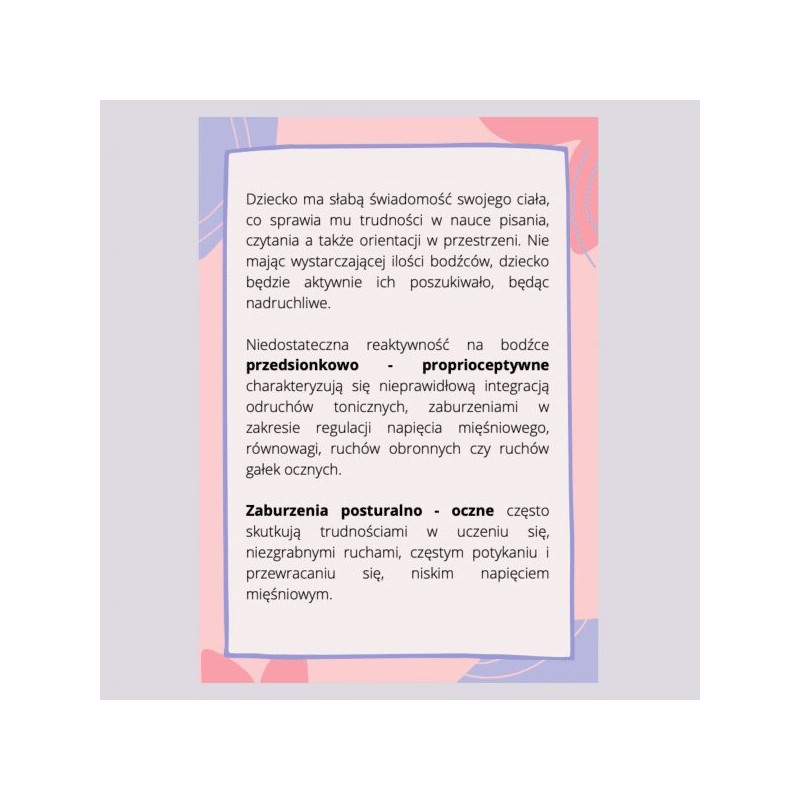 Dziecko ma słabą świadomość swojego ciała,
co sprawia mu trudności w nauce pisania,
czytania a także orientacji w przestrzeni. Nie
mając wystarczającej ilości bodźców, dziecko
będzie aktywnie ich poszukiwało, będąc
nadruchliwe.
Niedostateczna reaktywność na bodźce
przedsionkowo - proprioceptywne
charakteryzują się nieprawidłową integracją
odruchów tonicznych, zaburzeniami w
zakresie regulacji napięcia mięśniowego,
równowagi, ruchów obronnych czy ruchów
gałek ocznych.
Zaburzenia posturalno - oczne często
skutkują trudnościami w uczeniu się,
niezgrabnymi ruchami, częstym potykaniu i
przewracaniu się, niskim napięciem
mięśniowym.